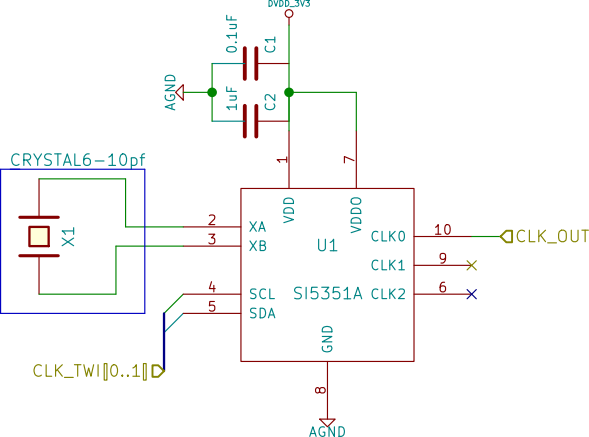 DVDD_3V3
0.1uF
C1
AGND
1uF
C2
CRYSTAL6-10pf
1
7
VDD
VDDO
X1
2
XA
3
XB
U1
CLK0
10
CLK_OUT
CLK1
9
4
SCL
SI5351A
CLK2
6
5
SDA
CLK_TWI[0..1]
GND
8
AGND